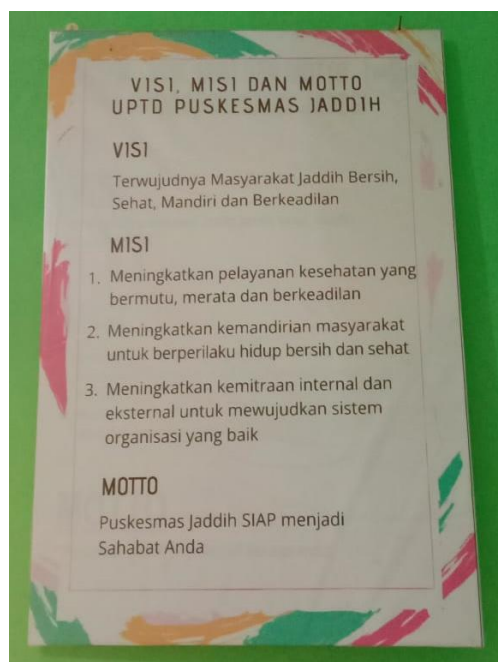 VISI, MISI DAN MOTTO
UPTD PUSKESMAS JADDIH
VISI
Terwujudnya Masyarakat Jaddih Bersih,
Sehat, Mandiri dan Berkeadilan
MISI
1. Meningkatkan pelayanan kesehatan yang
bermutu, merata dan berkeadilan
2. Meningkatkan kemandirian masyarakat
untuk berperilaku hidup bersih dan sehat
3. Meningkatkan kemitraan internal dan
eksternal untuk mewujudkan sistem
organisasi yang baik
MOTTO
Puskesmas Jaddih SIAP menjadi
Sahabat Anda